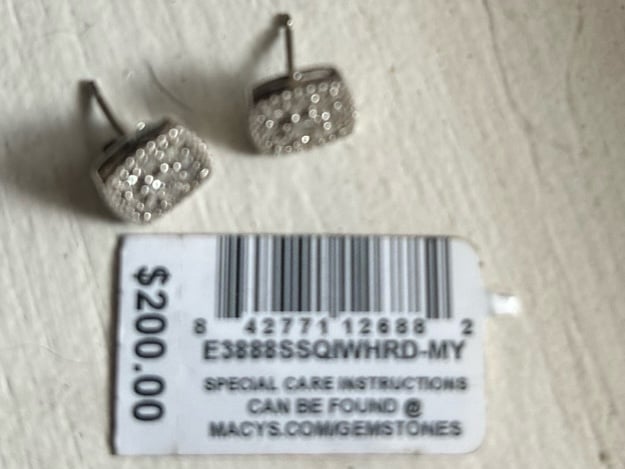 $200.00
8 42771 12688 2
E3888SSQIWHRD-MY
SPECIAL CARE INSTRUCTIONS
CAN BE FOUND @
MACYS.COM/GEMSTONES